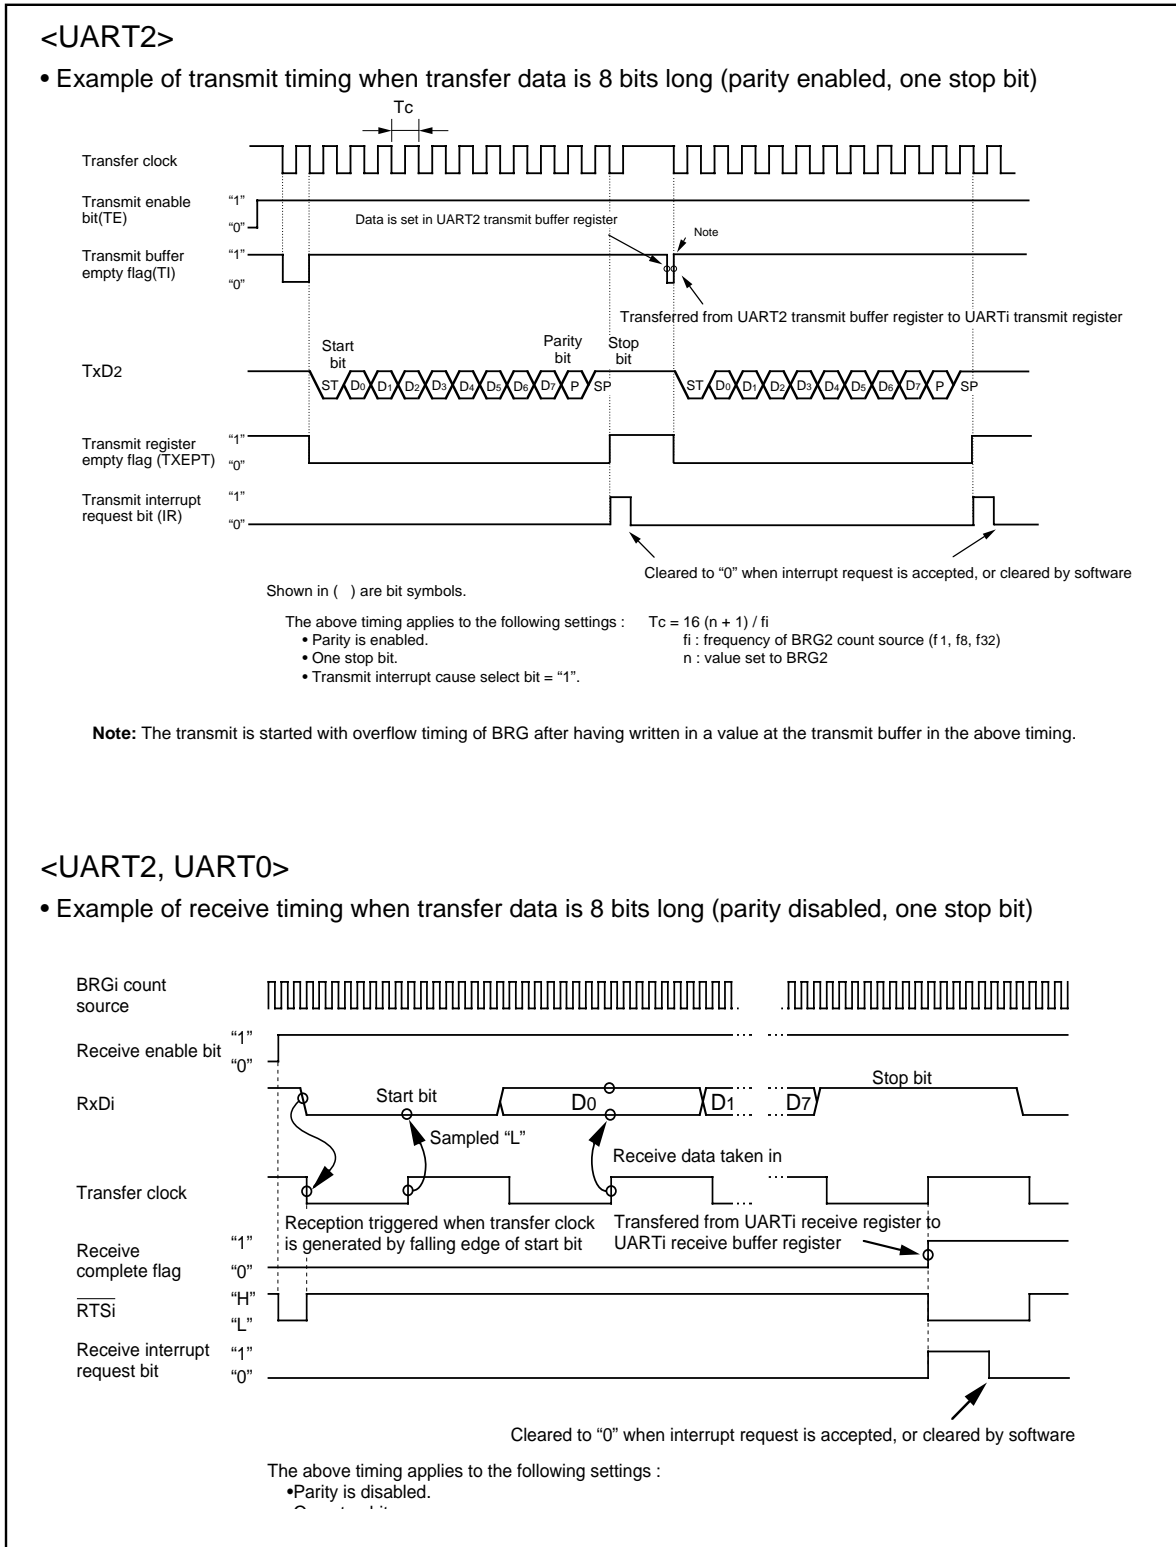 <UART2>
• Example of transmit timing when transfer data is 8 bits long (parity enabled, one stop bit)
Tc
Transfer clock
Transmit enable
bit(TE)
“1”
“0”
Data is set in UART2 transmit buffer register
Note
Transmit buffer
empty flag(TI)
“1”
“0”
Transferred from UART2 transmit buffer register to UARTi transmit register
Start
bit
Parity
bit
Stop
bit
TxD2
ST D0 D1 D2 D3 D4 D5 D6 D7 P SP
ST D0 D1 D2 D3 D4 D5 D6 D7 P SP
Transmit register
empty flag (TXEPT)
“1”
“0”
Transmit interrupt
request bit (IR)
“1”
“0”
Cleared to “0” when interrupt request is accepted, or cleared by software
Shown in ( ) are bit symbols.
The above timing applies to the following settings :
• Parity is enabled.
• One stop bit.
• Transmit interrupt cause select bit = “1”.
Tc = 16 (n + 1) / fi
fi : frequency of BRG2 count source (f1, f8, f32)
n : value set to BRG2
Note: The transmit is started with overflow timing of BRG after having written in a value at the transmit buffer in the above timing.
<UART2, UART0>
• Example of receive timing when transfer data is 8 bits long (parity disabled, one stop bit)
BRGi count
source
Receive enable bit
“1”
“0”
RxDi
Start bit
D0
D1
D7
Stop bit
Sampled “L”
Receive data taken in
Transfer clock
Reception triggered when transfer clock
is generated by falling edge of start bit
Transfered from UARTi receive register to
UARTi receive buffer register
Receive
complete flag
“1”
“0”
RTSi
“H”
“L”
Receive interrupt
request bit
“1”
“0”
Cleared to “0” when interrupt request is accepted, or cleared by software
The above timing applies to the following settings :
•Parity is disabled.